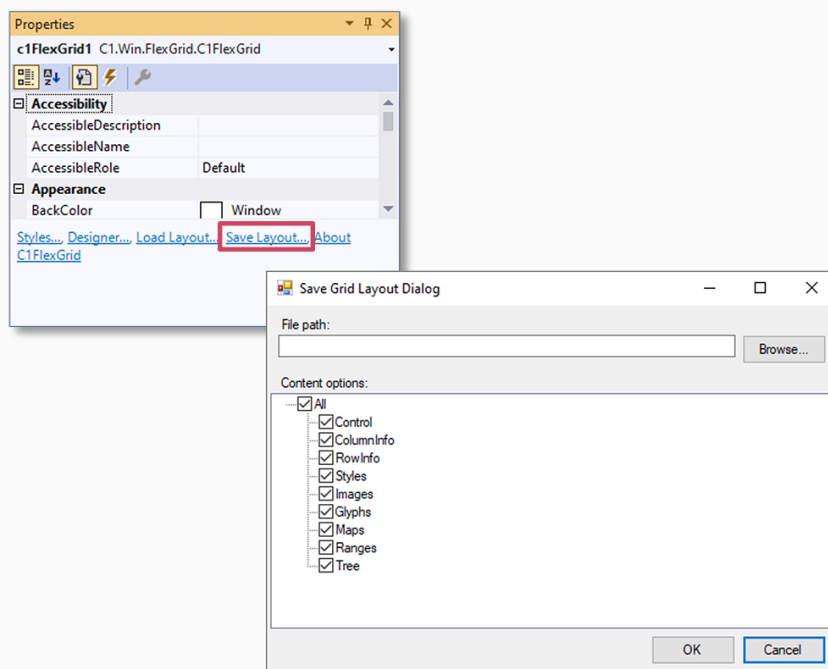 Properties
c1FlexGrid1 C1.Win.FlexGrid.C1FlexGrid
Accessibility
AccessibleDescription
AccessibleName
AccessibleRole Default
Appearance
BackColor Window
Styles..., Designer..., Load Layout..., Save Layout..., About
C1FlexGrid
Save Grid Layout Dialog
File path:
Browse...
Content options:
All
Control
ColumnInfo
RowInfo
Styles
Images
Glyphs
Maps
Ranges
Tree
OK Cancel